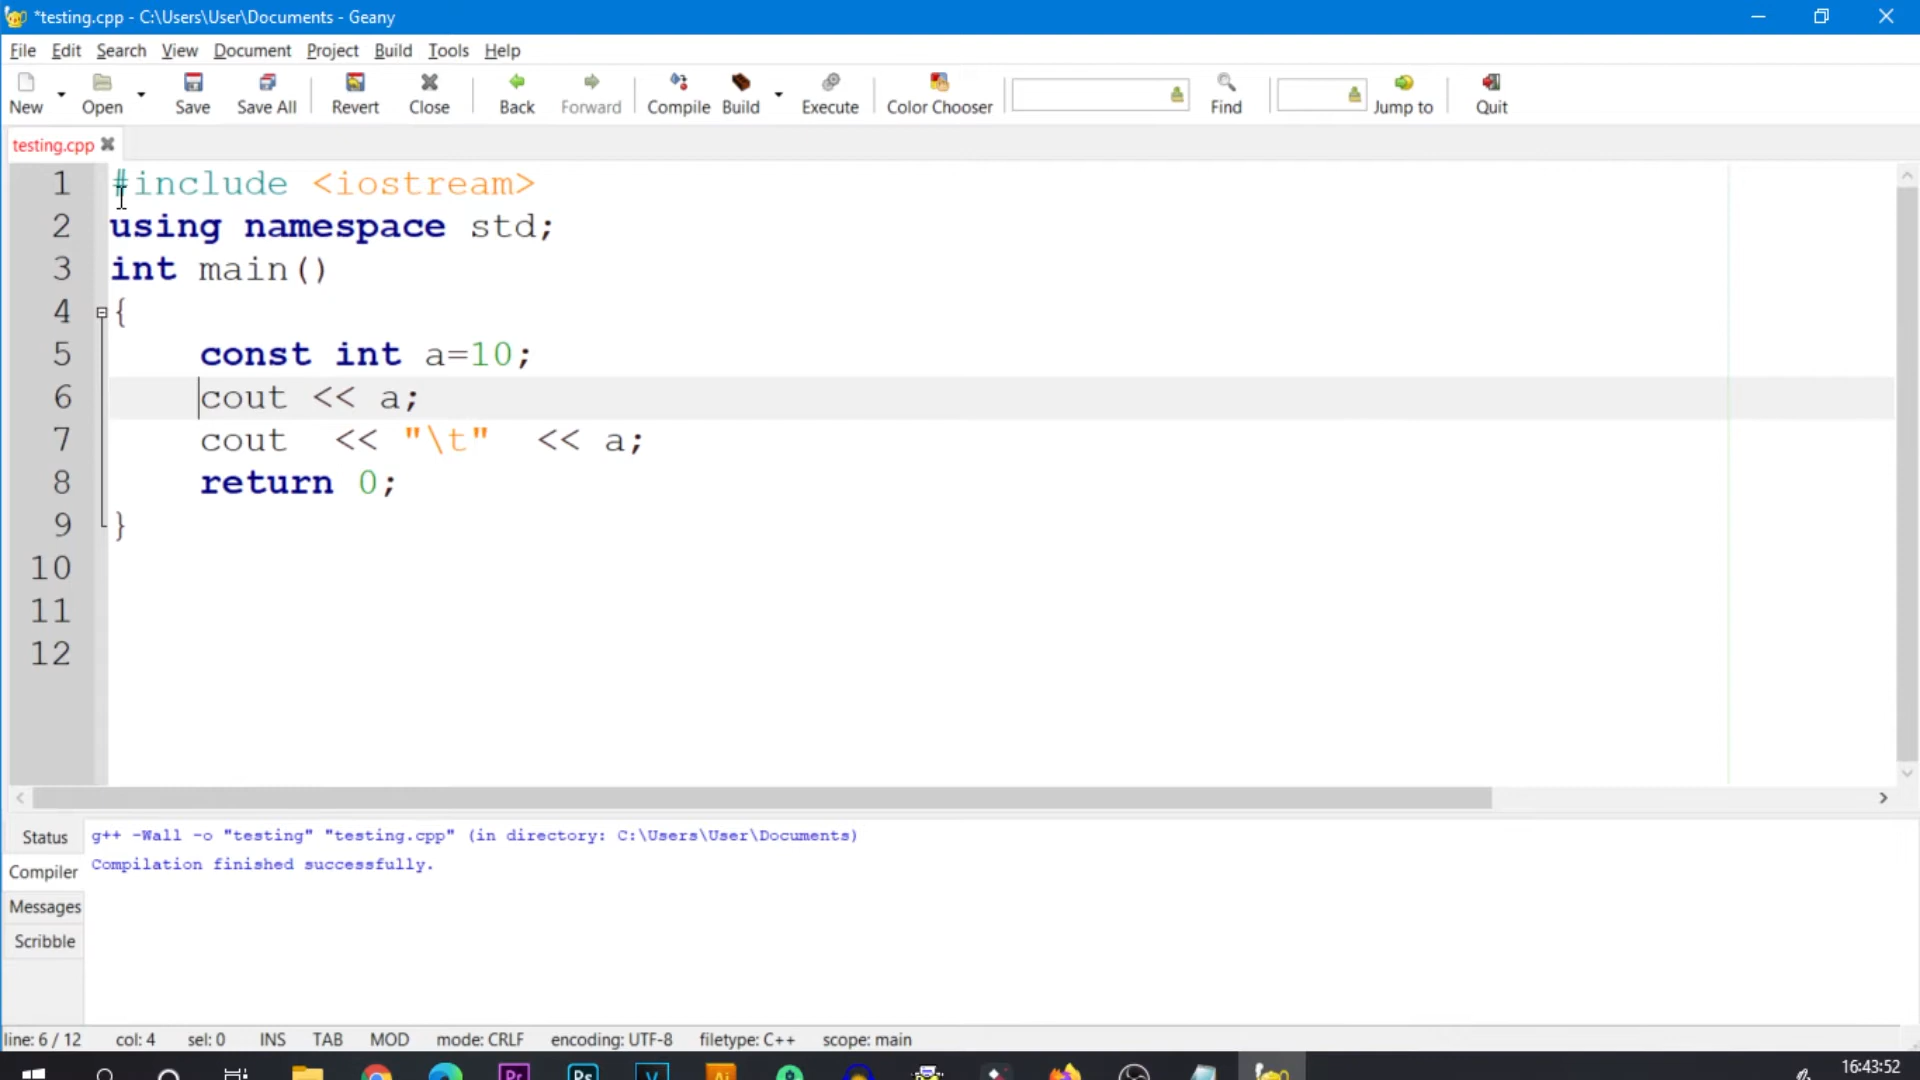 *testing.cpp - C:\Users\User\Documents - Geany
File Edit Search View Document Project Build Tools Help
New Open Save Save All Revert Close Back Forward Compile Build Execute Color Chooser Find Jump to Quit
testing.cpp
1 #include <iostream>
2 using namespace std;
3 int main()
4 {
5 const int a=10;
6 cout << a;
7 cout  << "\t"  << a;
8 return 0;
9 }
10
11
12
Status
Compiler
Messages
Scribble
g++ -Wall -o "testing" "testing.cpp" (in directory: C:\Users\User\Documents)
Compilation finished successfully.
line: 6 / 12 col: 4 sel: 0 INS TAB MOD mode: CRLF encoding: UTF-8 filetype: C++ scope: main
Pr Ps V Ai
16:43:52